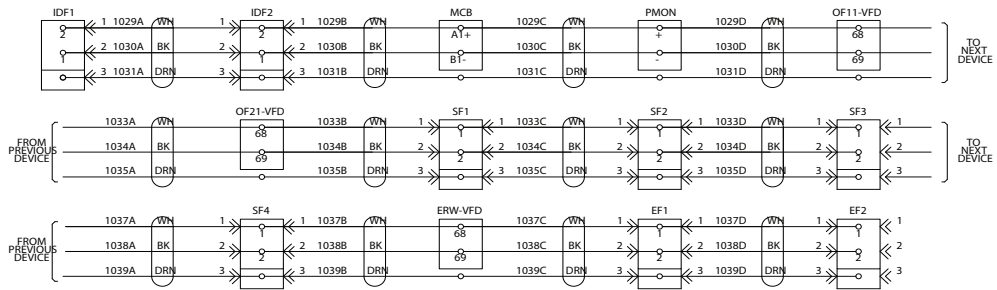 IDF1 IDF2 MCB PMON OF11-VFD
1 1029A WH 1 1 1029B WH 1029C WH 1029D WH
2 2 A1+ + 68
2 1030A BK 2 2 1030B BK 1030C BK 1030D BK
1 1 B1- - 69
3 1031A DRN 3 3 1031B DRN 1031C DRN 1031D DRN
TO
NEXT
DEVICE
OF21-VFD SF1 SF2 SF3
1033A WH 1033B WH 1 1 1033C WH 1 1 1033D WH 1 1
68 1 1 1
FROM
PREVIOUS
DEVICE
1034A BK 1034B BK 2 2 1034C BK 2 2 1034D BK 2 2
69 2 2 2
1035A DRN 1035B DRN 3 3 1035C DRN 3 3 1035D DRN 3 3
TO
NEXT
DEVICE
SF4 ERW-VFD EF1 EF2
1037A WH 1 1 1037B WH 1037C WH 1 1 1037D WH 1 1
1 68 1 1
FROM
PREVIOUS
DEVICE
1038A BK 2 2 1038B BK 1038C BK 2 2 1038D BK 2 2
2 69 2 2
1039A DRN 3 3 1039B DRN 1039C DRN 3 3 1039D DRN 3 3